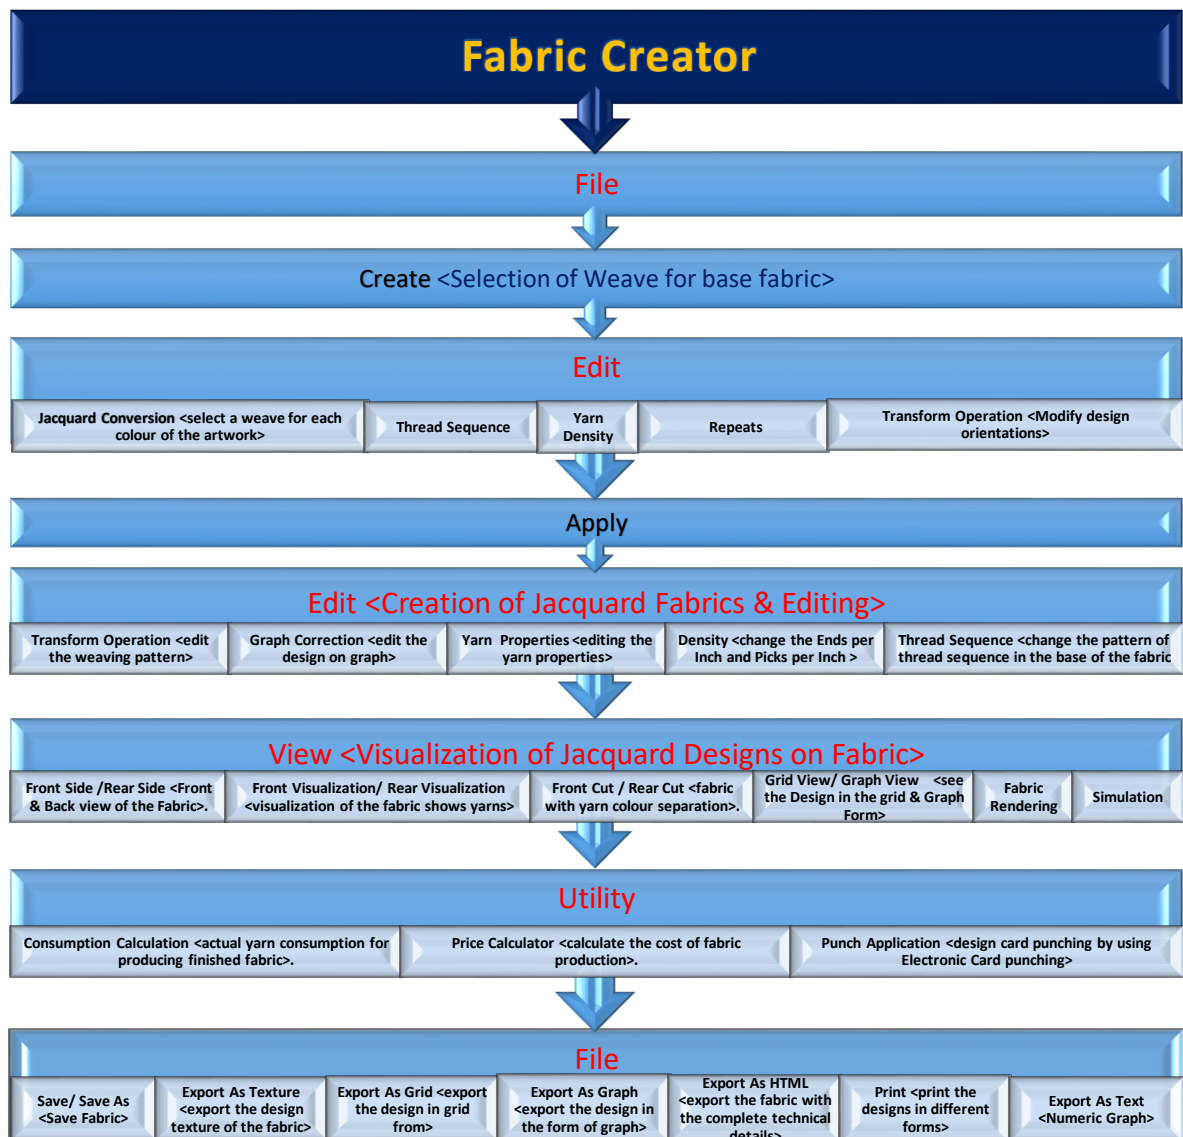 Fabric Creator
File
Create <Selection of Weave for base fabric>
Edit
Jacquard Conversion <select a weave for each
colour of the artwork>
Thread Sequence
Yarn
Density
Repeats
Transform Operation <Modify design
orientations>
Apply
Edit <Creation of Jacquard Fabrics & Editing>
Transform Operation <edit
the weaving pattern>
Graph Correction <edit the
design on graph>
Yarn Properties <editing the
yarn properties>
Density <change the Ends per
Inch and Picks per Inch >
Thread Sequence <change the pattern of
thread sequence in the base of the fabric
View <Visualization of Jacquard Designs on Fabric>
Front Side /Rear Side <Front
& Back view of the Fabric>.
Front Visualization/ Rear Visualization
<visualization of the fabric shows yarns>
Front Cut / Rear Cut <fabric
with yarn colour separation>.
Grid View/ Graph View <see
the Design in the grid & Graph
Form>
Fabric
Rendering
Simulation
Utility
Consumption Calculation <actual yarn consumption for
producing finished fabric>.
Price Calculator <calculate the cost of fabric
production>.
Punch Application <design card punching by using
Electronic Card punching>
File
Save/ Save As
<Save Fabric>
Export As Texture
<export the design
texture of the fabric>
Export As Grid <export
the design in grid
from>
Export As Graph
<export the design in
the form of graph>
Export As HTML
<export the fabric with
the complete technical
details>
Print <print the
designs in different
forms>
Export As Text
<Numeric Graph>